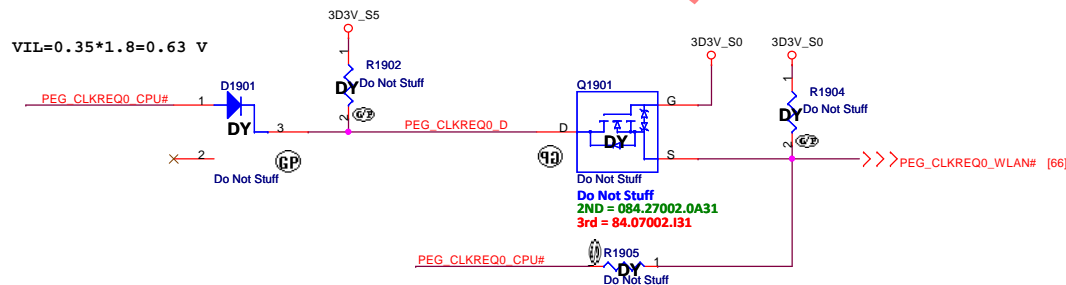 VIL=0.35*1.8=0.63 V
3D3V_S5
3D3V_S0
3D3V_S0
1
R1902
Do Not Stuff
DY
2
G/P
D1901
PEG_CLKREQ0_CPU#
1
DY
3
2
GP
Do Not Stuff
PEG_CLKREQ0_D
Q1901
D
G
S
DY
GP
Do Not Stuff
Do Not Stuff
2ND = 084.27002.0A31
3rd = 84.07002.I31
1
R1904
Do Not Stuff
DY
2
G/P
PEG_CLKREQ0_WLAN# [66]
PEG_CLKREQ0_CPU#
R1905
DY
1
Do Not Stuff